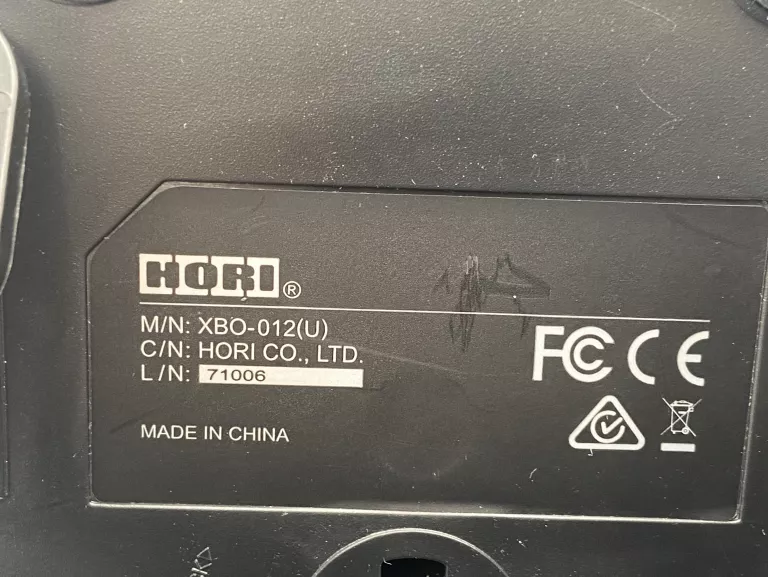 HORI®
M/N: XBO-012(U)
C/N: HORI CO., LTD.
L/N: 71006
FC CE
MADE IN CHINA